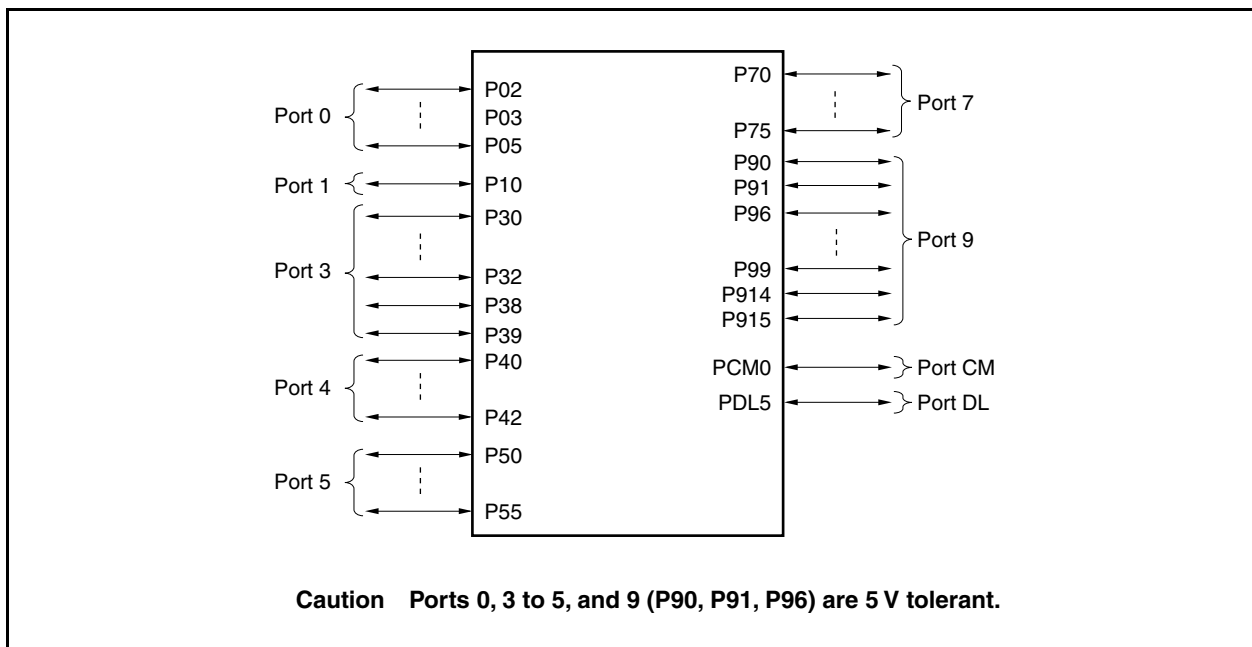 Port 0
P02
P03
P05
Port 1
P10
Port 3
P30
P32
P38
P39
Port 4
P40
P42
Port 5
P50
P55
P70
P75
Port 7
P90
P91
P96
P99
P914
P915
Port 9
PCM0
Port CM
PDL5
Port DL
Caution Ports 0, 3 to 5, and 9 (P90, P91, P96) are 5 V tolerant.